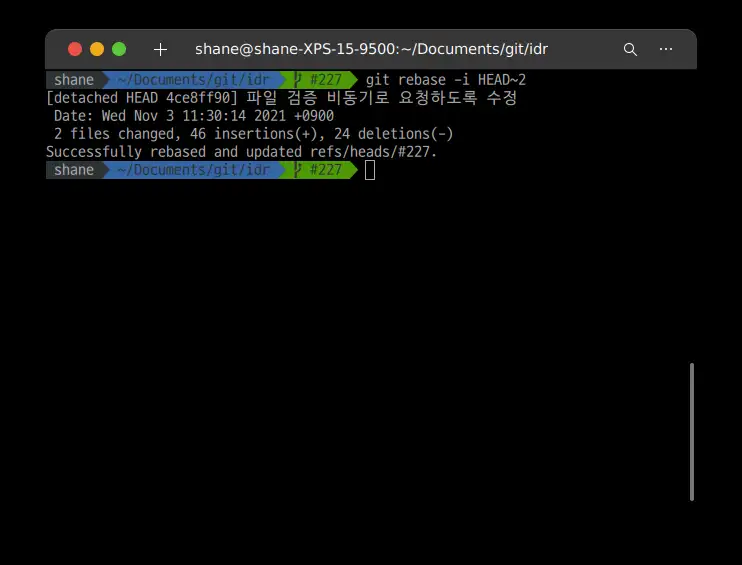 shane@shane-XPS-15-9500:~/Documents/git/idr
shane ~/Documents/git/idr #227 git rebase -i HEAD~2
[detached HEAD 4ce8ff90] 파일 검증 비동기로 요청하도록 수정
Date: Wed Nov 3 11:30:14 2021 +0900
2 files changed, 46 insertions(+), 24 deletions(-)
Successfully rebased and updated refs/heads/#227.
shane ~/Documents/git/idr #227